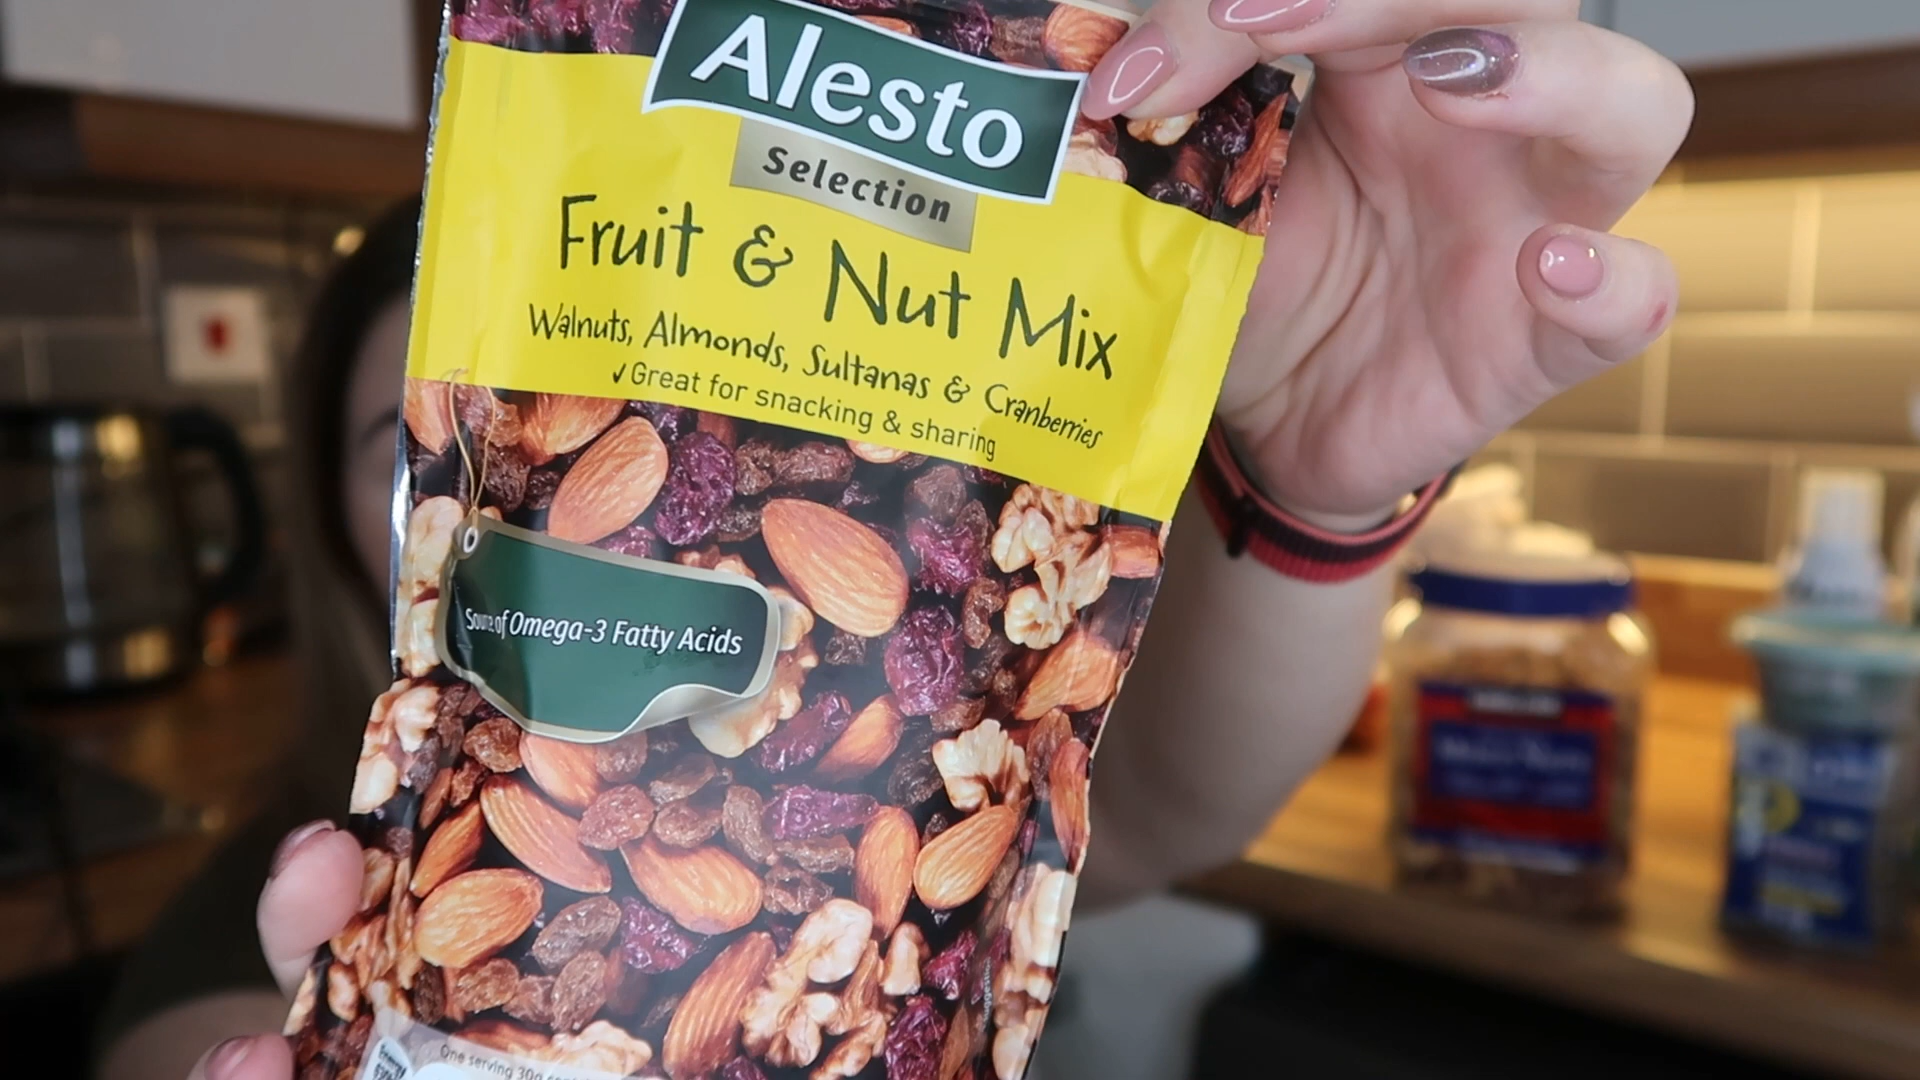 Alesto
Selection
Fruit & Nut Mix
Walnuts, Almonds, Sultanas & Cranberries
✓Great for snacking & sharing
Source of Omega-3 Fatty Acids
One serving 30g
Energy